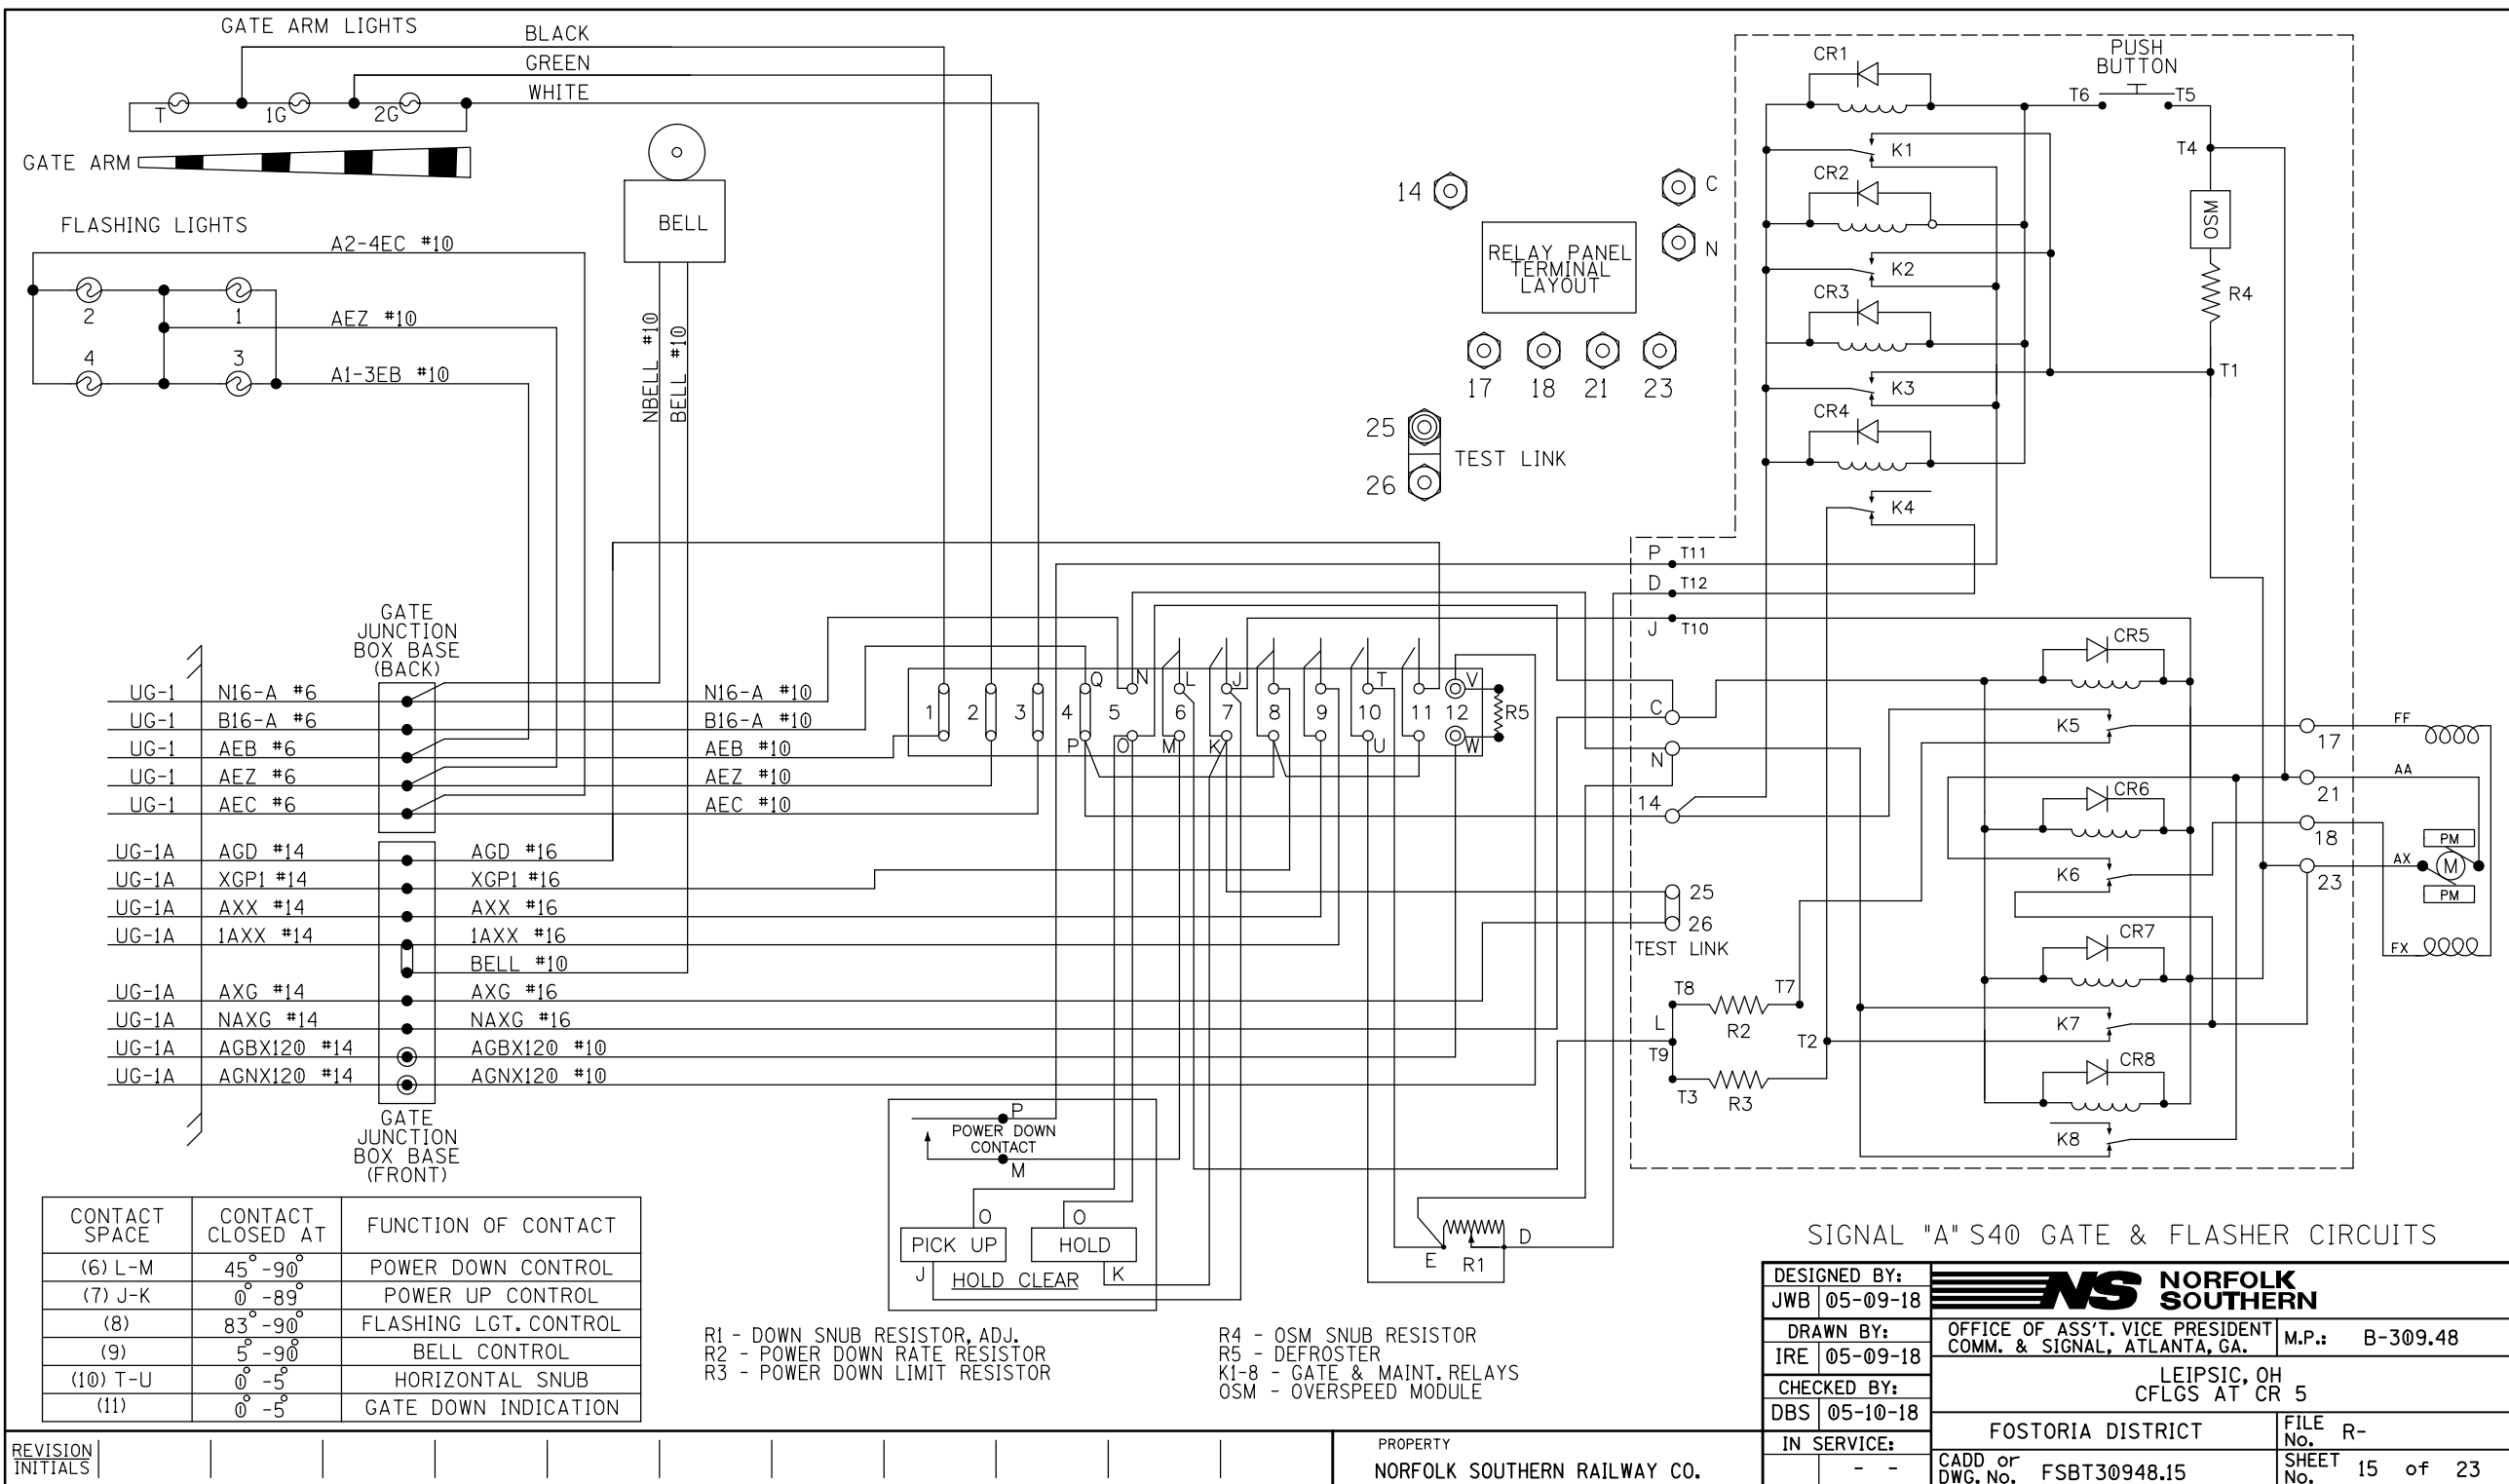 GATE ARM LIGHTS
BLACK
GREEN
WHITE
T
1G
2G
GATE ARM
BELL
FLASHING LIGHTS
A2-4EC #10
2
1
AEZ #10
4
3
A1-3EB #10
NBELL #10
BELL #10
14
C
N
RELAY PANEL
TERMINAL
LAYOUT
17
18
21
23
25
26
TEST LINK
PUSH
BUTTON
CR1
T6
T5
K1
T4
CR2
OSM
K2
CR3
R4
K3
T1
CR4
K4
P T11
D T12
J T10
GATE
JUNCTION
BOX BASE
(BACK)
UG-1 N16-A #6 N16-A #10
UG-1 B16-A #6 B16-A #10
UG-1 AEB #6 AEB #10
UG-1 AEZ #6 AEZ #10
UG-1 AEC #6 AEC #10
UG-1A AGD #14 AGD #16
UG-1A XGP1 #14 XGP1 #16
UG-1A AXX #14 AXX #16
UG-1A 1AXX #14 1AXX #16
BELL #10
UG-1A AXG #14 AXG #16
UG-1A NAXG #14 NAXG #16
UG-1A AGBX120 #14 AGBX120 #10
UG-1A AGNX120 #14 AGNX120 #10
GATE
JUNCTION
BOX BASE
(FRONT)
Q N L J T V
1 2 3 4 5 6 7 8 9 10 11 12 R5
P O M K U W
C
N
14
25
26
TEST LINK
T8
T7
L
R2
T9
T2
T3
R3
CR5
K5
17
FF
21
AA
CR6
18
PM
K6
23
AX
M
PM
CR7
FX
K7
CR8
K8
P
POWER DOWN
CONTACT
M
O
O
PICK UP
HOLD
J
HOLD CLEAR
K
E
R1
D
CONTACT SPACE CONTACT CLOSED AT FUNCTION OF CONTACT
(6) L-M 45°-90° POWER DOWN CONTROL
(7) J-K 0°-89° POWER UP CONTROL
(8) 83°-90° FLASHING LGT. CONTROL
(9) 5°-90° BELL CONTROL
(10) T-U 0°-5° HORIZONTAL SNUB
(11) 0°-5° GATE DOWN INDICATION
R1 - DOWN SNUB RESISTOR, ADJ.
R2 - POWER DOWN RATE RESISTOR
R3 - POWER DOWN LIMIT RESISTOR
R4 - OSM SNUB RESISTOR
R5 - DEFROSTER
K1-8 - GATE & MAINT. RELAYS
OSM - OVERSPEED MODULE
SIGNAL "A" S40 GATE & FLASHER CIRCUITS
DESIGNED BY:
JWB 05-09-18
DRAWN BY:
IRE 05-09-18
CHECKED BY:
DBS 05-10-18
IN SERVICE:
- -
NS NORFOLK
SOUTHERN
OFFICE OF ASS'T. VICE PRESIDENT
COMM. & SIGNAL, ATLANTA, GA.
M.P.: B-309.48
LEIPSIC, OH
CFLGS AT CR 5
FOSTORIA DISTRICT
FILE No. R-
CADD or DWG. No. FSBT30948.15
SHEET No. 15 of 23
REVISION
INITIALS
PROPERTY
NORFOLK SOUTHERN RAILWAY CO.